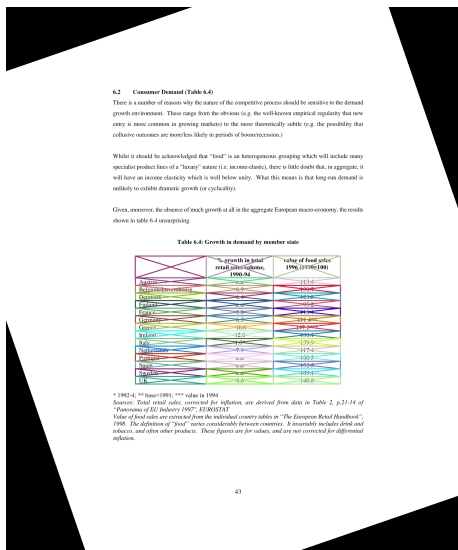 6.2 Consumer Demand (Table 6.4)
There is a number of reasons why the nature of the competitive process should be sensitive to the demand
growth environment. These range from the obvious (e.g. the well-known empirical regularity that new
entry is more common in growing markets) to the more theoretically subtle (e.g. the possibility that
collusive outcomes are more/less likely in periods of boom/recession.)
Whilst it should be acknowledged that "food" is an heterogeneous grouping which will include many
specialist product lines of a "luxury" nature (i.e. income-elastic), there is little doubt that, in aggregate, it
will have an income elasticity which is well below unity. What this means is that long-run demand is
unlikely to exhibit dramatic growth (or cyclicality).
Given, moreover, the absence of much growth at all in the aggregate European macro-economy, the results
shown in table 6.4 unsurprising.
Table 6.4: Growth in demand by member state
% growth in total value of food sales
retail sales volume, 1996 (1990=100)
1990-94
Austria
Belgium/Luxembourg
Denmark
Finland
France
Germany
Greece
Ireland
Italy
Netherlands
Portugal
Spain
Sweden
UK
* 1992-4; ** base=1991; *** value in 1994
Sources: Total retail sales, corrected for inflation, are derived from data in Table 2, p.21-14 of
"Panorama of EU Industry 1997", EUROSTAT
Value of food sales are extracted from the individual country tables in "The European Retail Handbook",
1998. The definition of "food" varies considerably between countries. It invariably includes drink and
tobacco, and often other products. These figures are for values, and are not corrected for differential
inflation.
43